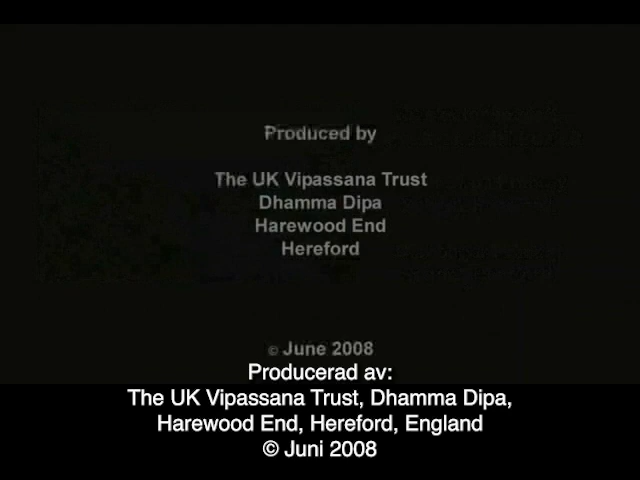 Produced by
The UK Vipassana Trust
Dhamma Dipa
Harewood End
Hereford
© June 2008
Producerad av:
The UK Vipassana Trust, Dhamma Dipa,
Harewood End, Hereford, England
© Juni 2008